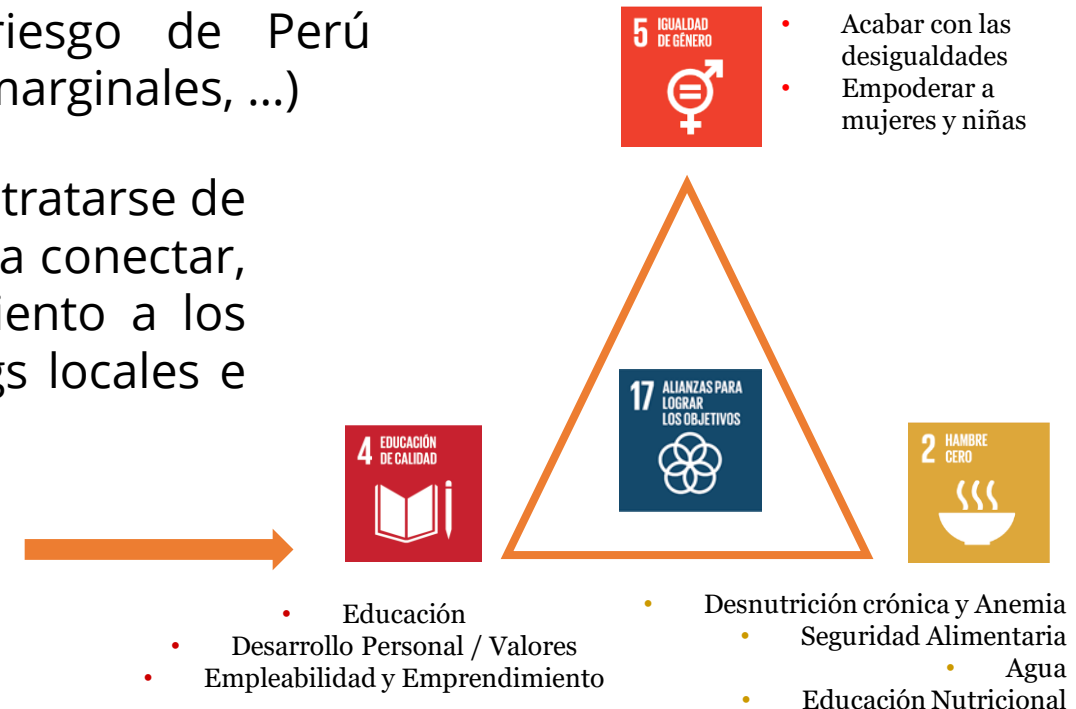 riesgo de Perú
marginales, ...)
tratarse de
a conectar,
iento a los
gs locales e
5 IGUALDAD
DE GÉNERO
• Acabar con las
desigualdades
• Empoderar a
mujeres y niñas
17 ALIANZAS PARA
LOGRAR
LOS OBJETIVOS
4 EDUCACIÓN
DE CALIDAD
2 HAMBRE
CERO
• Educación
• Desarrollo Personal / Valores
• Empleabilidad y Emprendimiento
• Desnutrición crónica y Anemia
• Seguridad Alimentaria
• Agua
• Educación Nutricional